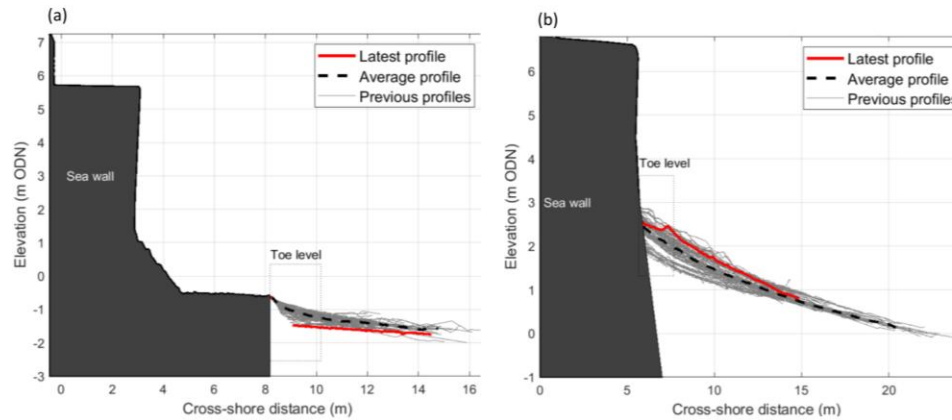 (a)
7
6
5
4
3
2
1
0
-1
-2
-3
Elevation (m ODN)
Latest profile
Average profile
Previous profiles
Sea wall
Toe level
0 2 4 6 8 10 12 14 16
Cross-shore distance (m)
(b)
6
5
4
3
2
1
0
-1
Elevation (m ODN)
Latest profile
Average profile
Previous profiles
Toe level
Sea wall
0 5 10 15 20
Cross-shore distance (m)